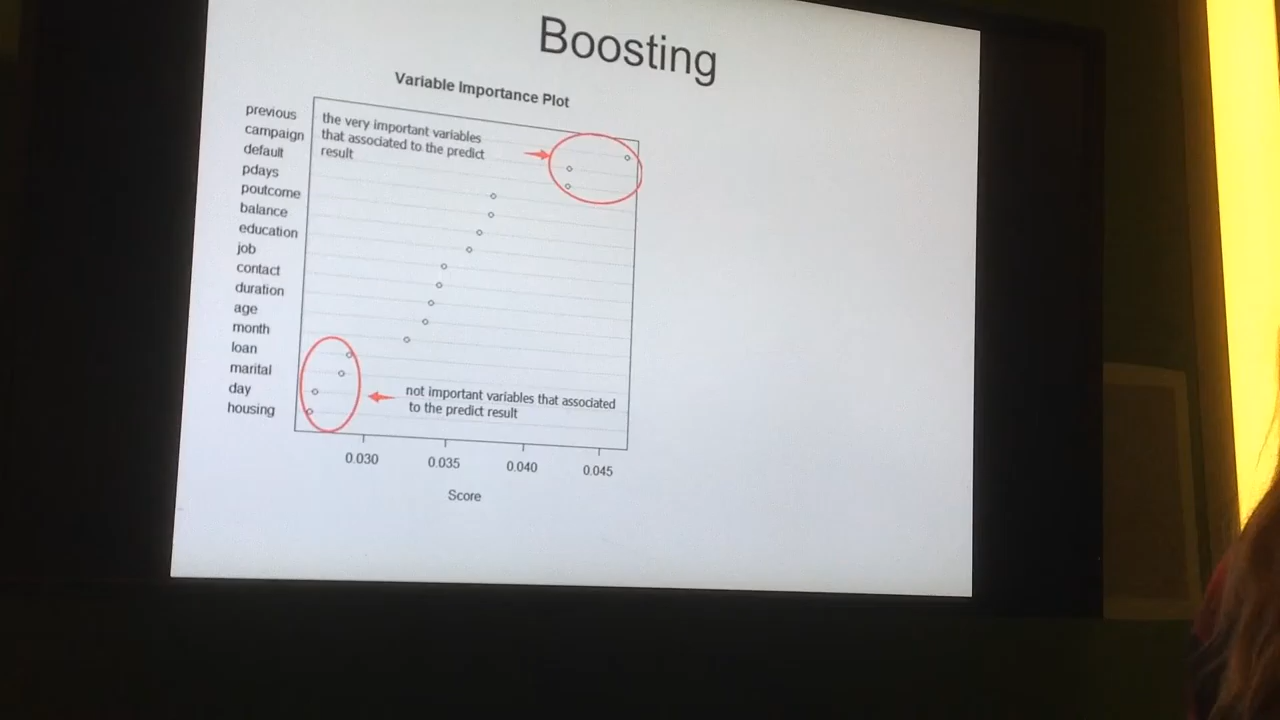 Boosting
Variable Importance Plot
the very important variables
that associated to the predict
result
previous
campaign
default
pdays
poutcome
balance
education
job
contact
duration
age
month
loan
marital
day
housing
not important variables that associated
to the predict result
0.030 0.035 0.040 0.045
Score